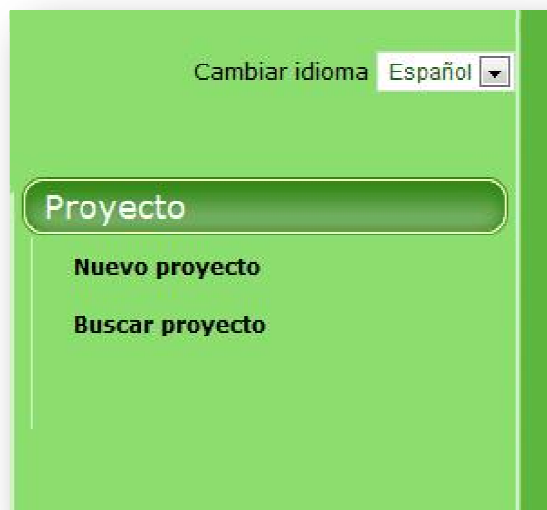 Cambiar idioma Español
Proyecto
Nuevo proyecto
Buscar proyecto